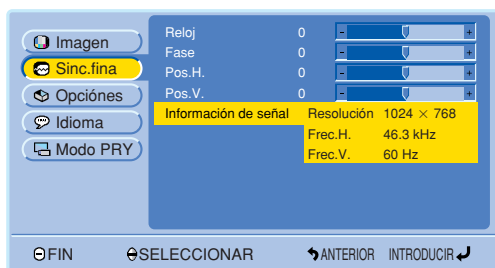 Imagen
Sinc.fina
Opciónes
Idioma
Modo PRY
Reloj 0 - +
Fase 0 - +
Pos.H. 0 - +
Pos.V. 0 - +
Información de señal Resolución 1024 × 768
Frec.H. 46.3 kHz
Frec.V. 60 Hz
FIN SELECCIONAR ANTERIOR INTRODUCIR